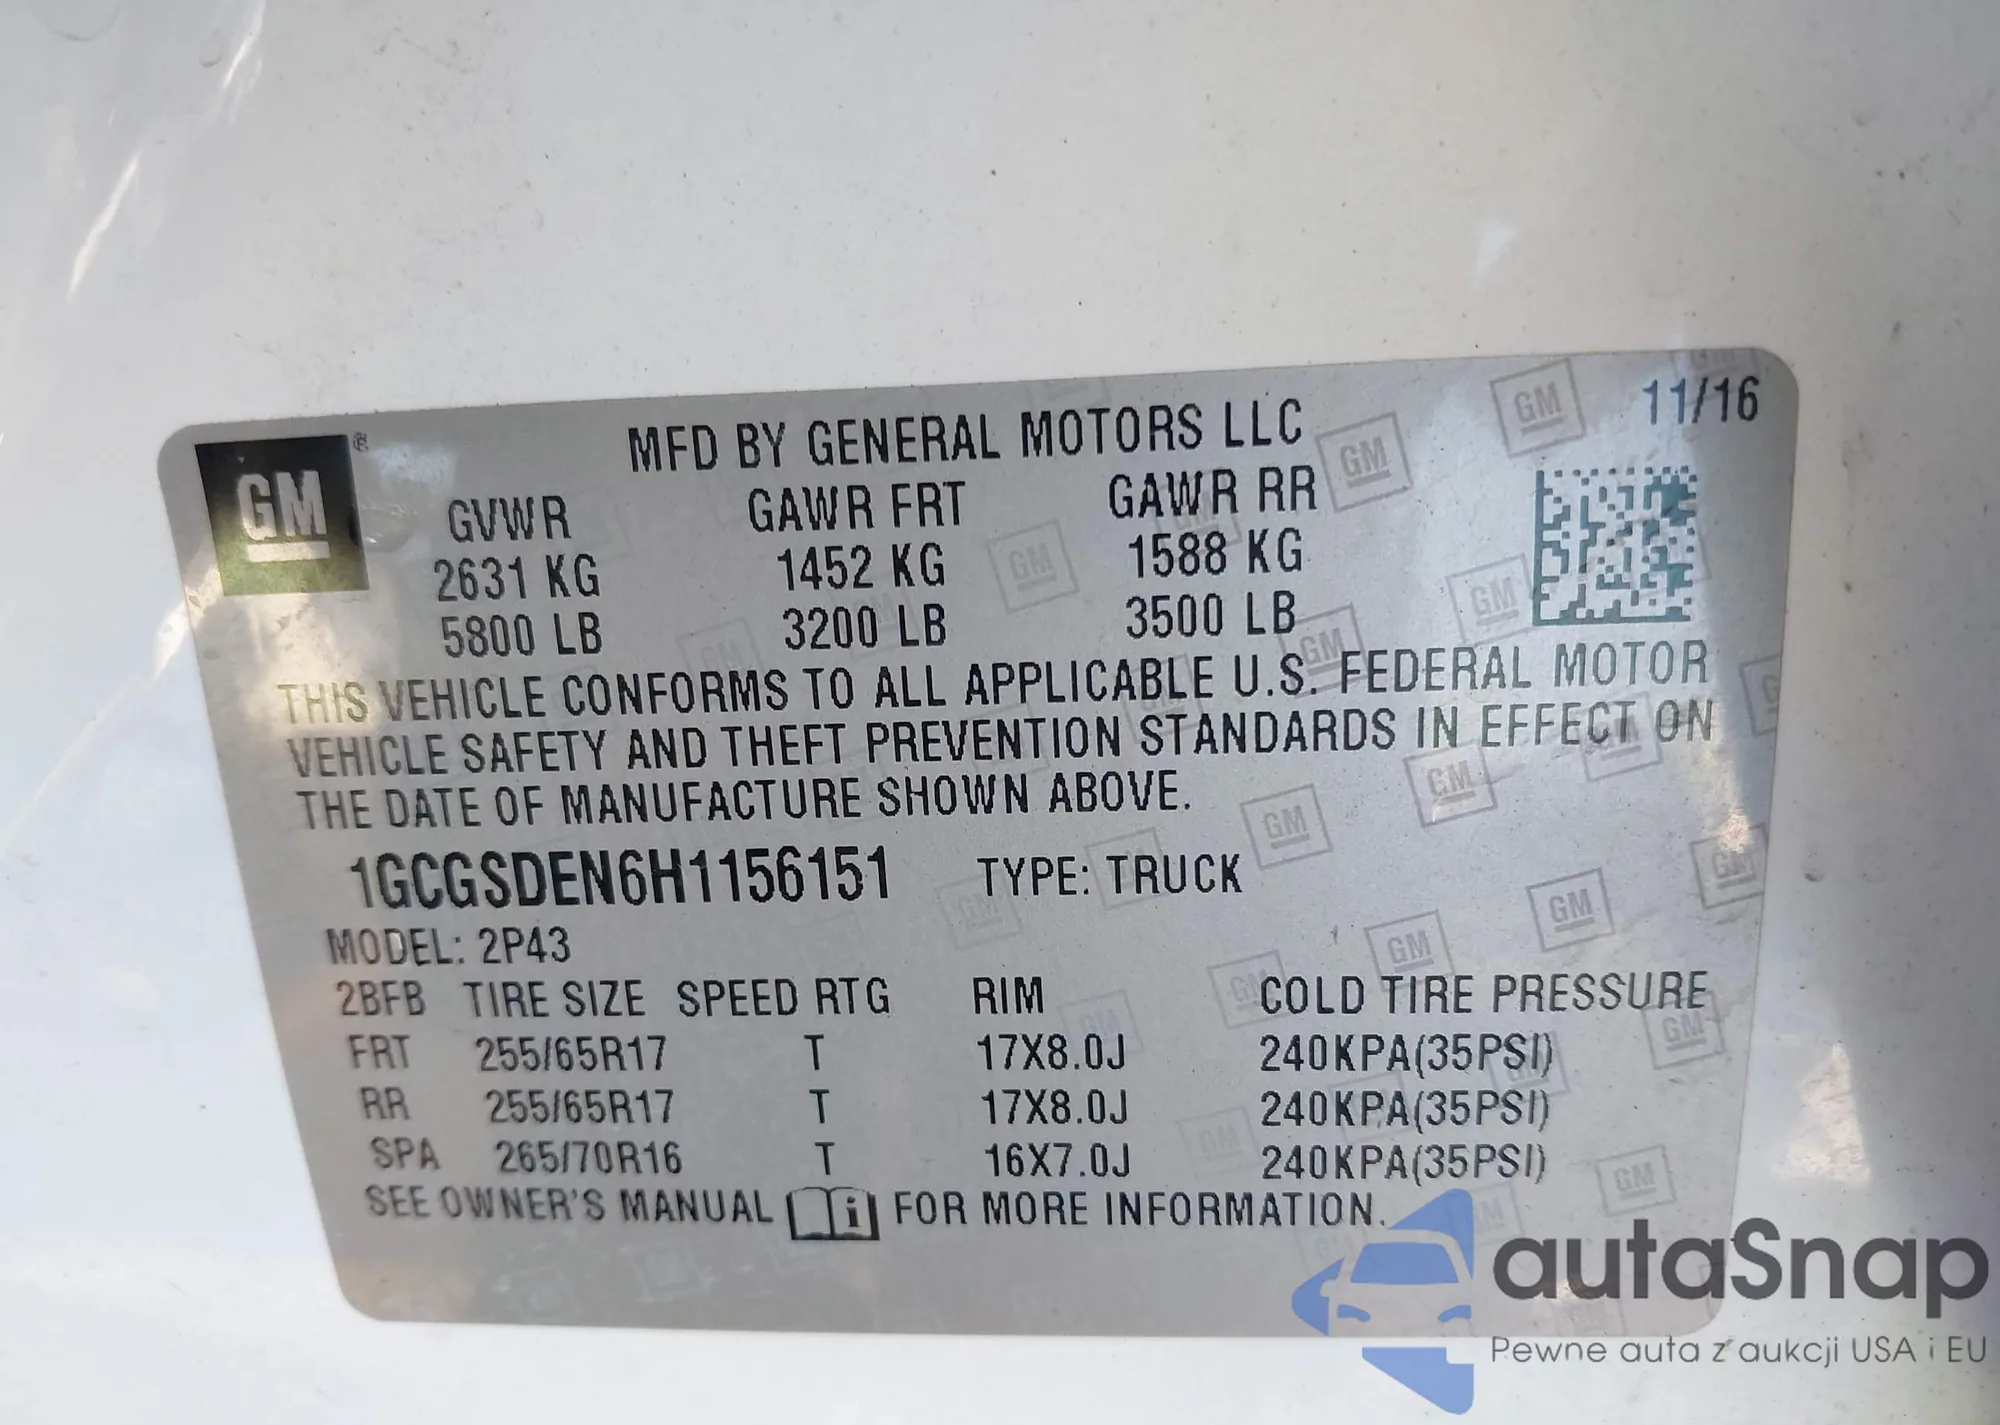 GM ®
11/16
MFD BY GENERAL MOTORS LLC
GVWR GAWR FRT GAWR RR
2631 KG 1452 KG 1588 KG
5800 LB 3200 LB 3500 LB
THIS VEHICLE CONFORMS TO ALL APPLICABLE U.S. FEDERAL MOTOR
VEHICLE SAFETY AND THEFT PREVENTION STANDARDS IN EFFECT ON
THE DATE OF MANUFACTURE SHOWN ABOVE.
1GCGSDEN6H1156151 TYPE: TRUCK
MODEL: 2P43
2BFB TIRE SIZE SPEED RTG RIM COLD TIRE PRESSURE
FRT 255/65R17 T 17X8.0J 240KPA(35PSI)
RR 255/65R17 T 17X8.0J 240KPA(35PSI)
SPA 265/70R16 T 16X7.0J 240KPA(35PSI)
SEE OWNER'S MANUAL i FOR MORE INFORMATION.
autaSnap
Pewne auta z aukcji USA i EU